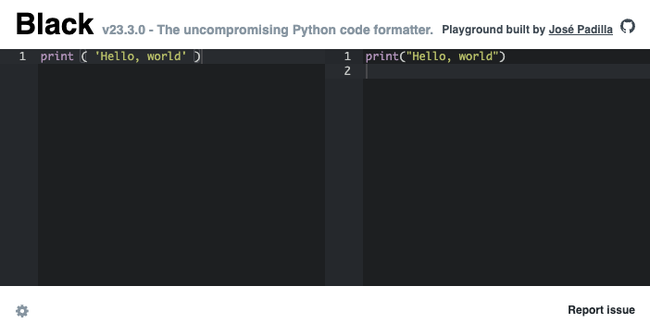 Black v23.3.0 - The uncompromising Python code formatter. Playground built by José Padilla
1 print ( 'Hello, world' )
1 print("Hello, world")
2
Report issue